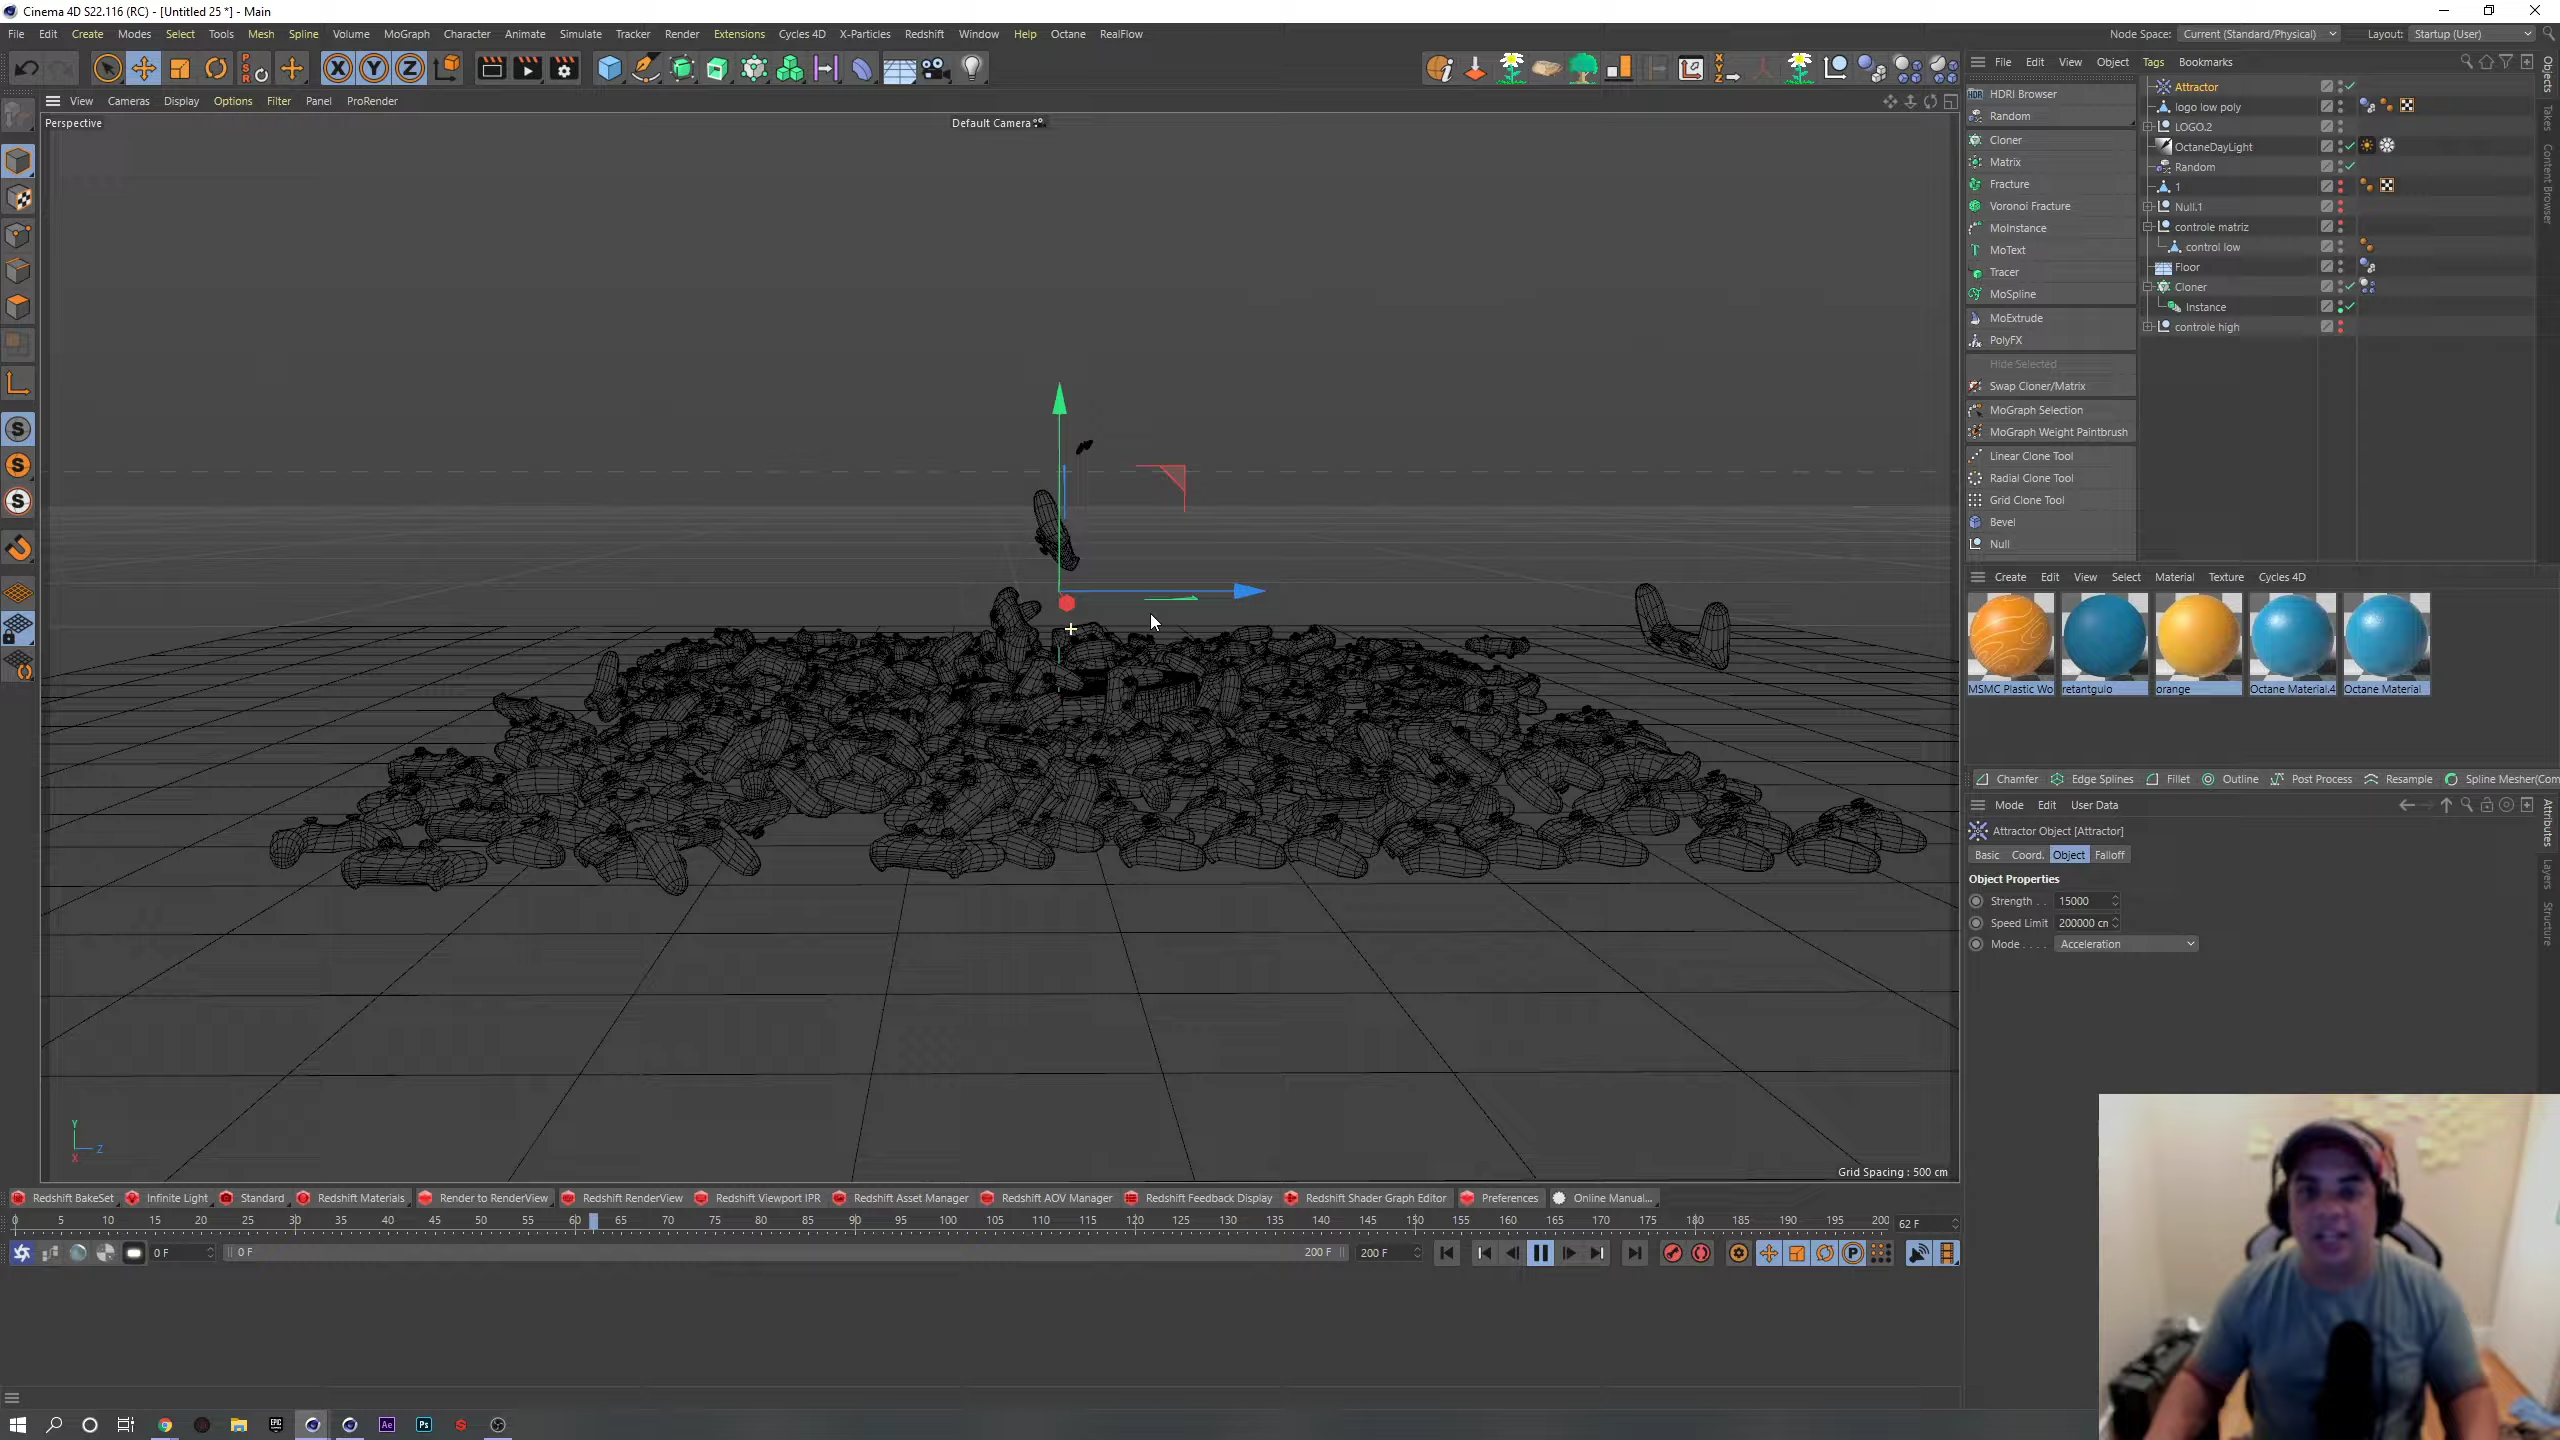 Cinema 4D S22.116 (RC) - [Untitled 25 *] - Main
File Edit Create Modes Select Tools Mesh Spline Volume MoGraph Character Animate Simulate Tracker Render Extensions Cycles 4D X-Particles Redshift Window Help Octane RealFlow
Node Space: Current (Standard/Physical) Layout: Startup (User)
View Cameras Display Options Filter Panel ProRender
Perspective
Default Camera
Grid Spacing : 500 cm
Y
Z
X
File Edit View Object Tags Bookmarks
HDRI Browser
Random
Cloner
Matrix
Fracture
Voronoi Fracture
MoInstance
MoText
Tracer
MoSpline
MoExtrude
PolyFX
Hide Selected
Swap Cloner/Matrix
MoGraph Selection
MoGraph Weight Paintbrush
Linear Clone Tool
Radial Clone Tool
Grid Clone Tool
Bevel
Null
Attractor
logo low poly
LOGO.2
OctaneDayLight
Random
1
Null.1
controle matriz
control low
Floor
Cloner
Instance
controle high
Objects
Takes
Content Browser
Create Edit View Select Material Texture Cycles 4D
MSMC Plastic Wo retantgulo orange Octane Material.4 Octane Material
Chamfer Edge Splines Fillet Outline Post Process Resample Spline Mesher(Com
Mode Edit User Data
Attractor Object [Attractor]
Basic Coord. Object Falloff
Object Properties
Strength . . 15000
Speed Limit 200000 cn
Mode . . . . Acceleration
Attributes
Layers
Structure
Redshift BakeSet Infinite Light Standard Redshift Materials Render to RenderView Redshift RenderView Redshift Viewport IPR Redshift Asset Manager Redshift AOV Manager Redshift Feedback Display Redshift Shader Graph Editor Preferences Online Manual...
0 5 10 15 20 25 30 35 40 45 50 55 60 65 70 75 80 85 90 95 100 105 110 115 120 125 130 135 140 145 150 155 160 165 170 175 180 185 190 195 200 62 F
0 F 0 F 200 F 200 F